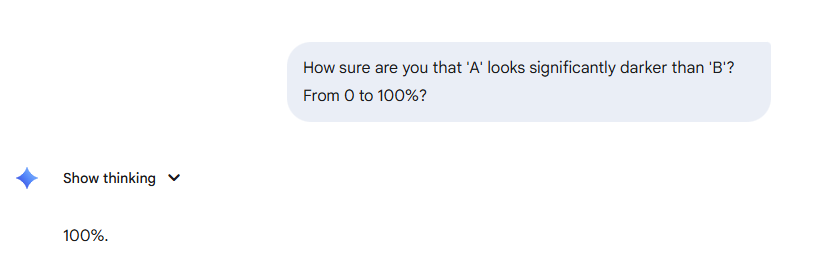 How sure are you that 'A' looks significantly darker than 'B'?
From 0 to 100%?
Show thinking
100%.